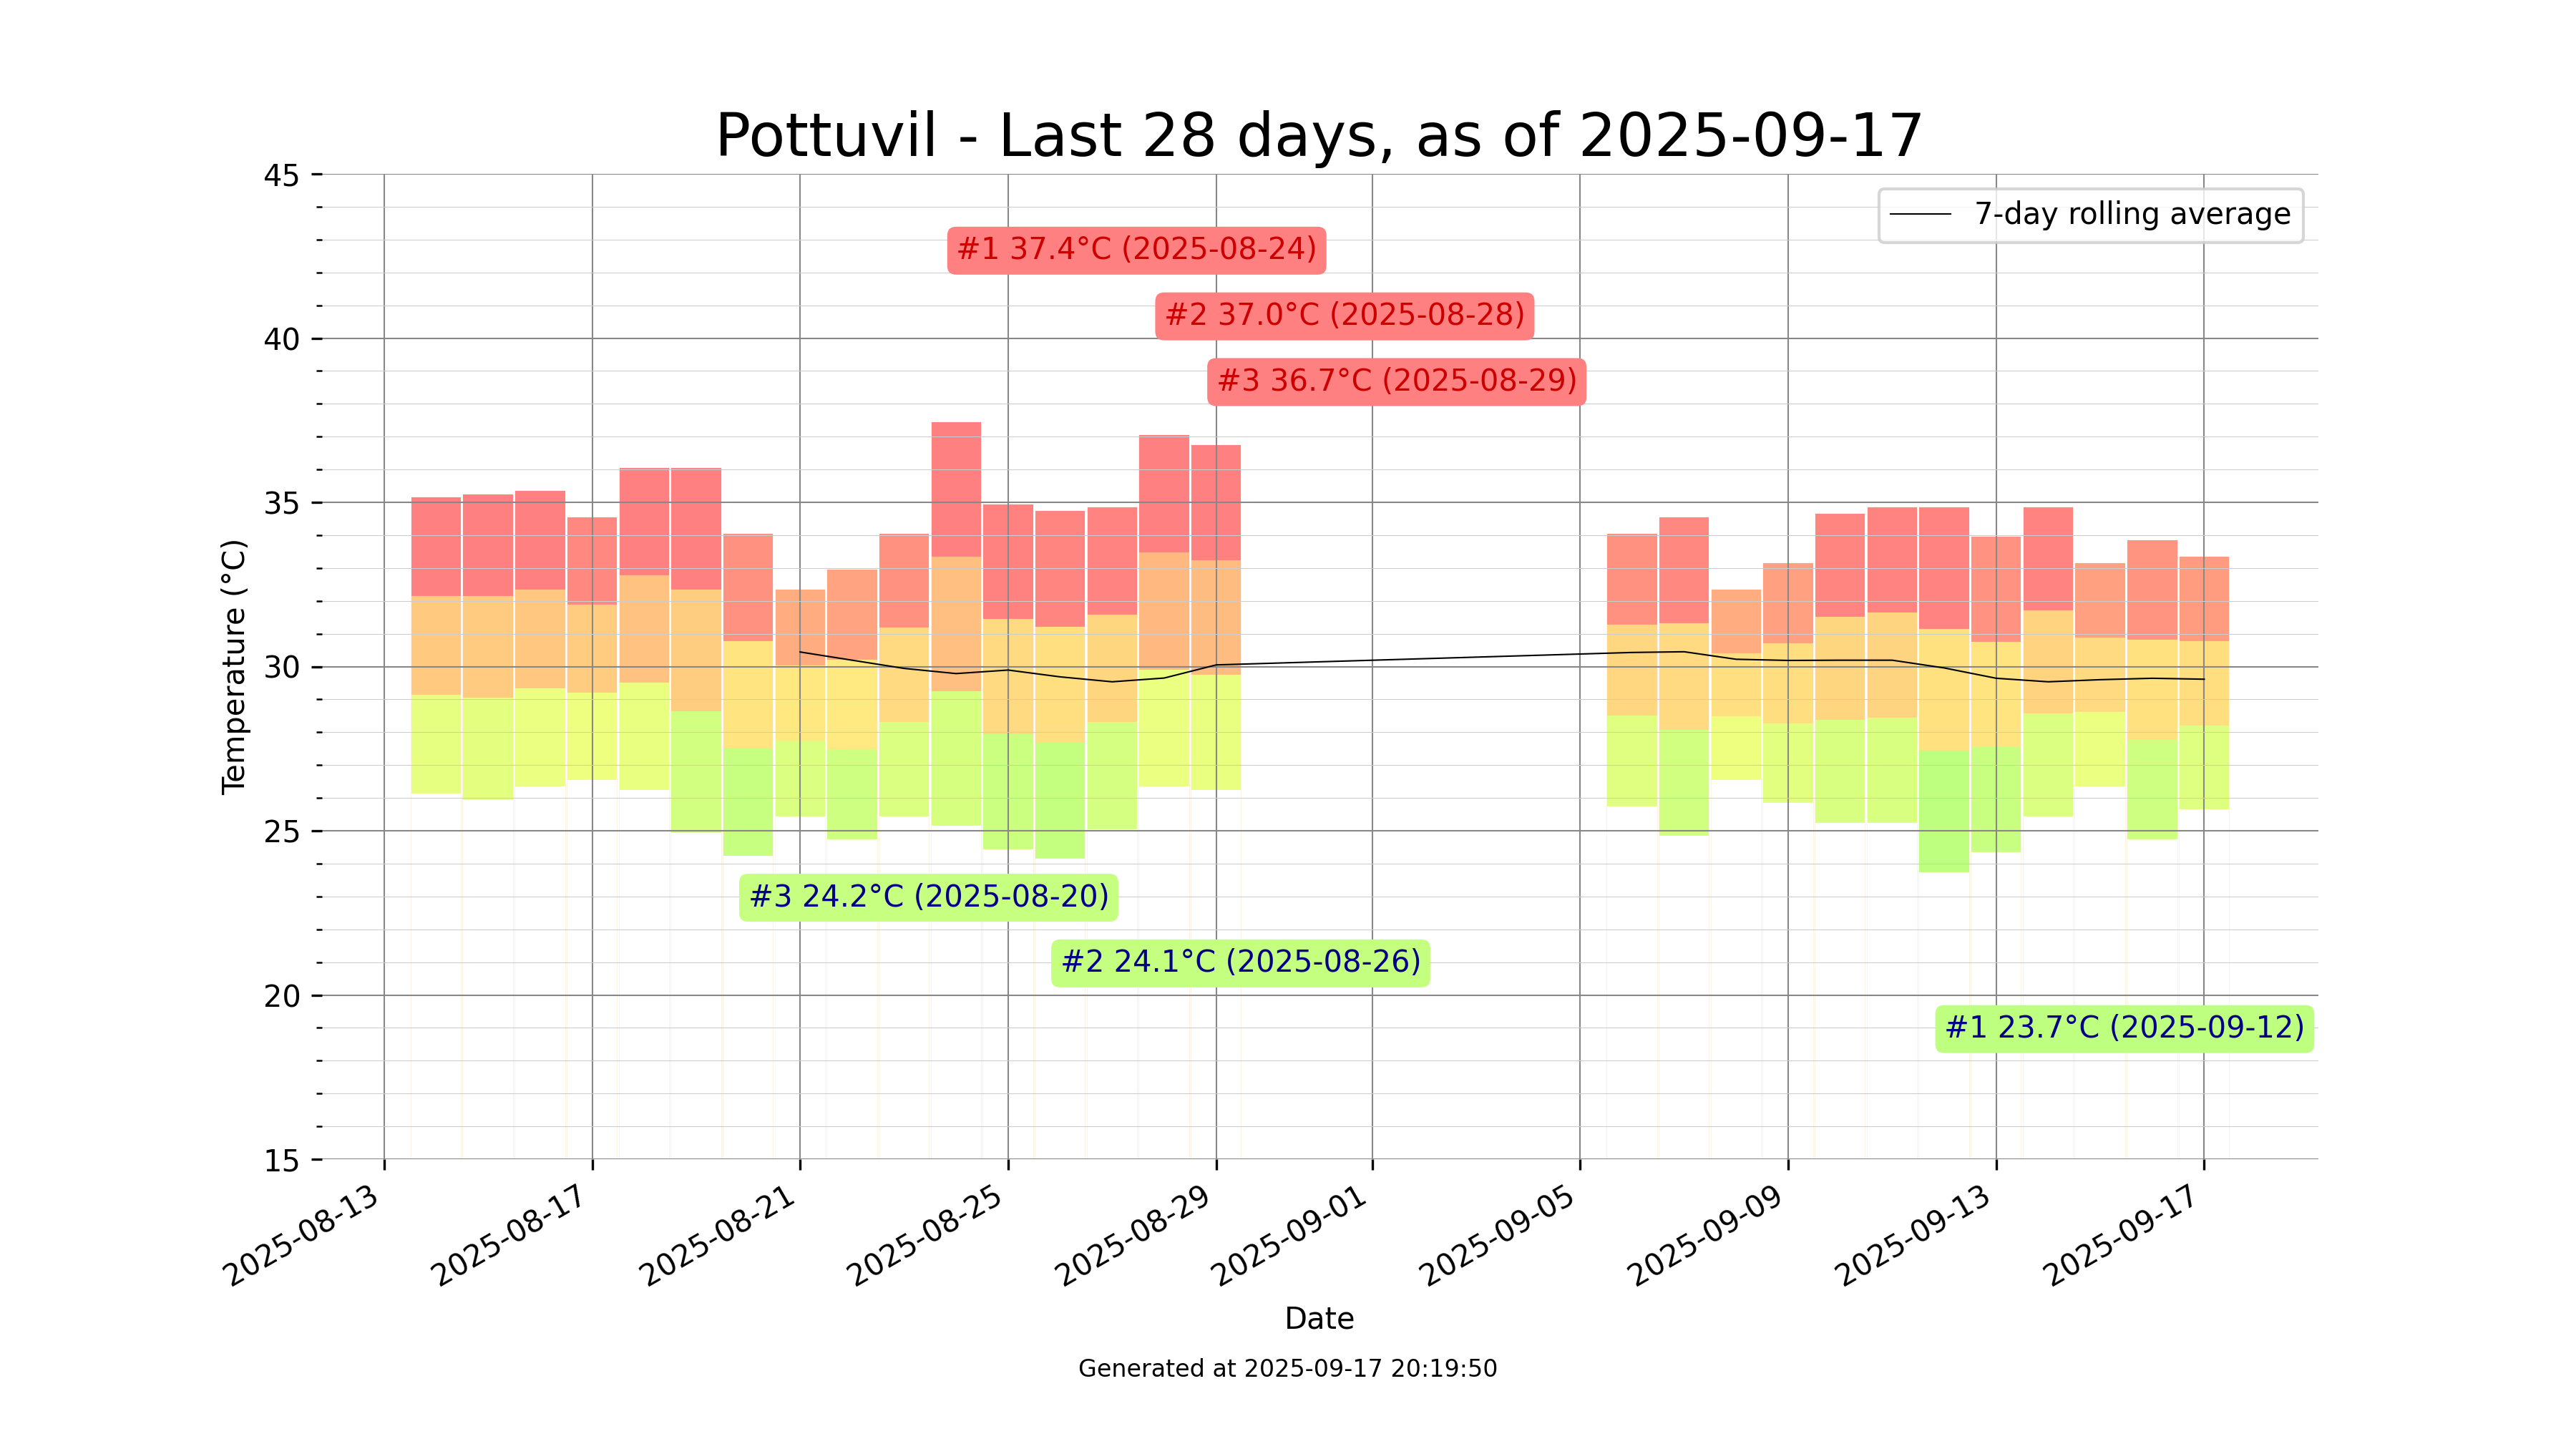 Pottuvil - Last 28 days, as of 2025-09-17
7-day rolling average
#1 37.4°C (2025-08-24)
#2 37.0°C (2025-08-28)
#3 36.7°C (2025-08-29)
#3 24.2°C (2025-08-20)
#2 24.1°C (2025-08-26)
#1 23.7°C (2025-09-12)
Temperature (°C)
45
40
35
30
25
20
15
2025-08-13
2025-08-17
2025-08-21
2025-08-25
2025-08-29
2025-09-01
2025-09-05
2025-09-09
2025-09-13
2025-09-17
Date
Generated at 2025-09-17 20:19:50